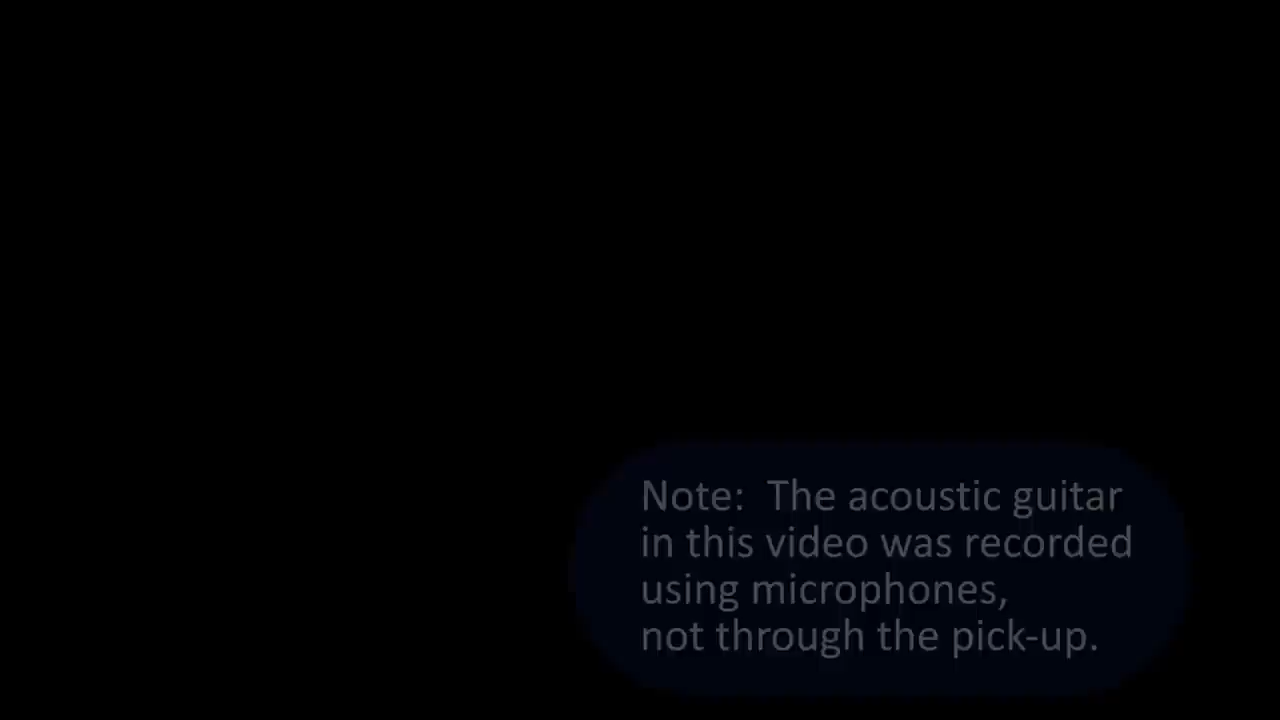 Note:  The acoustic guitar
in this video was recorded
using microphones,
not through the pick-up.